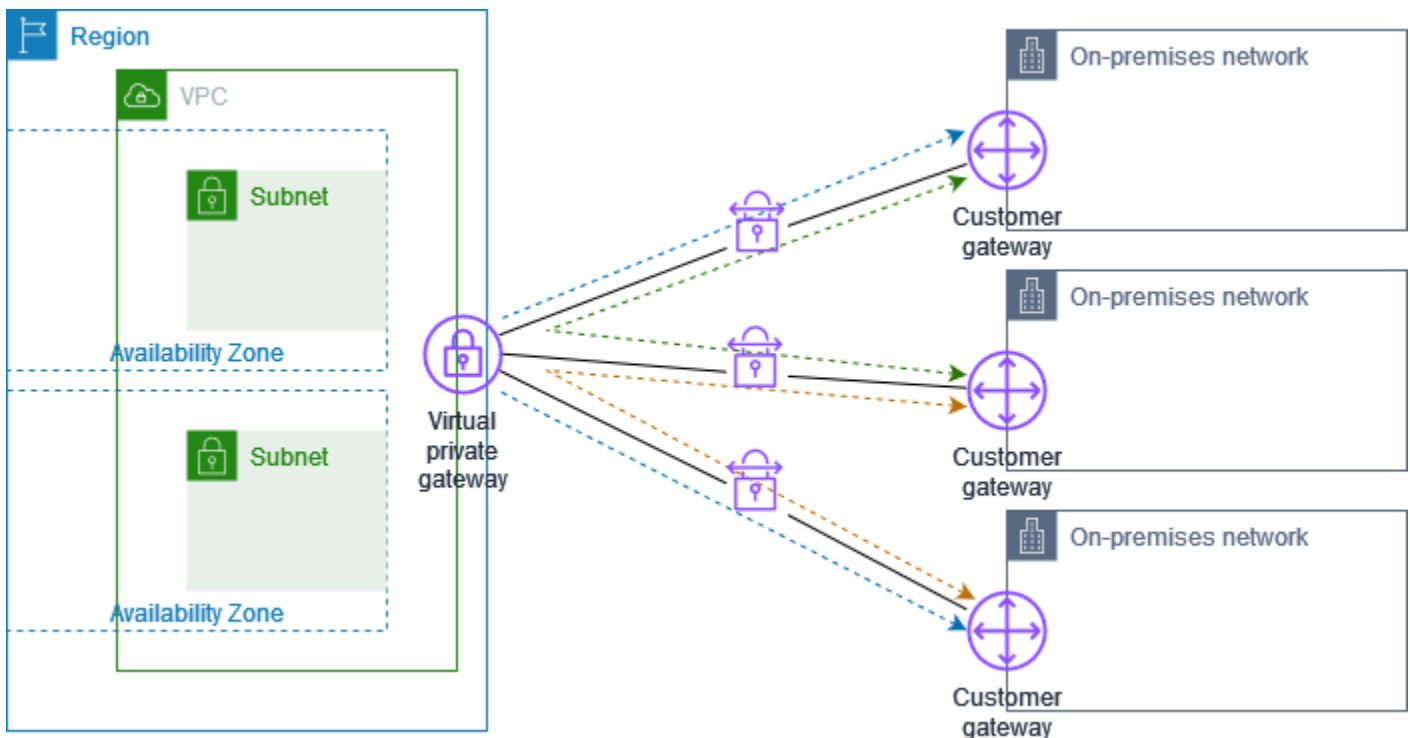 Region
VPC
Subnet
Availability Zone
Subnet
Availability Zone
Virtual
private
gateway
On-premises network
Customer
gateway
On-premises network
Customer
gateway
On-premises network
Customer
gateway